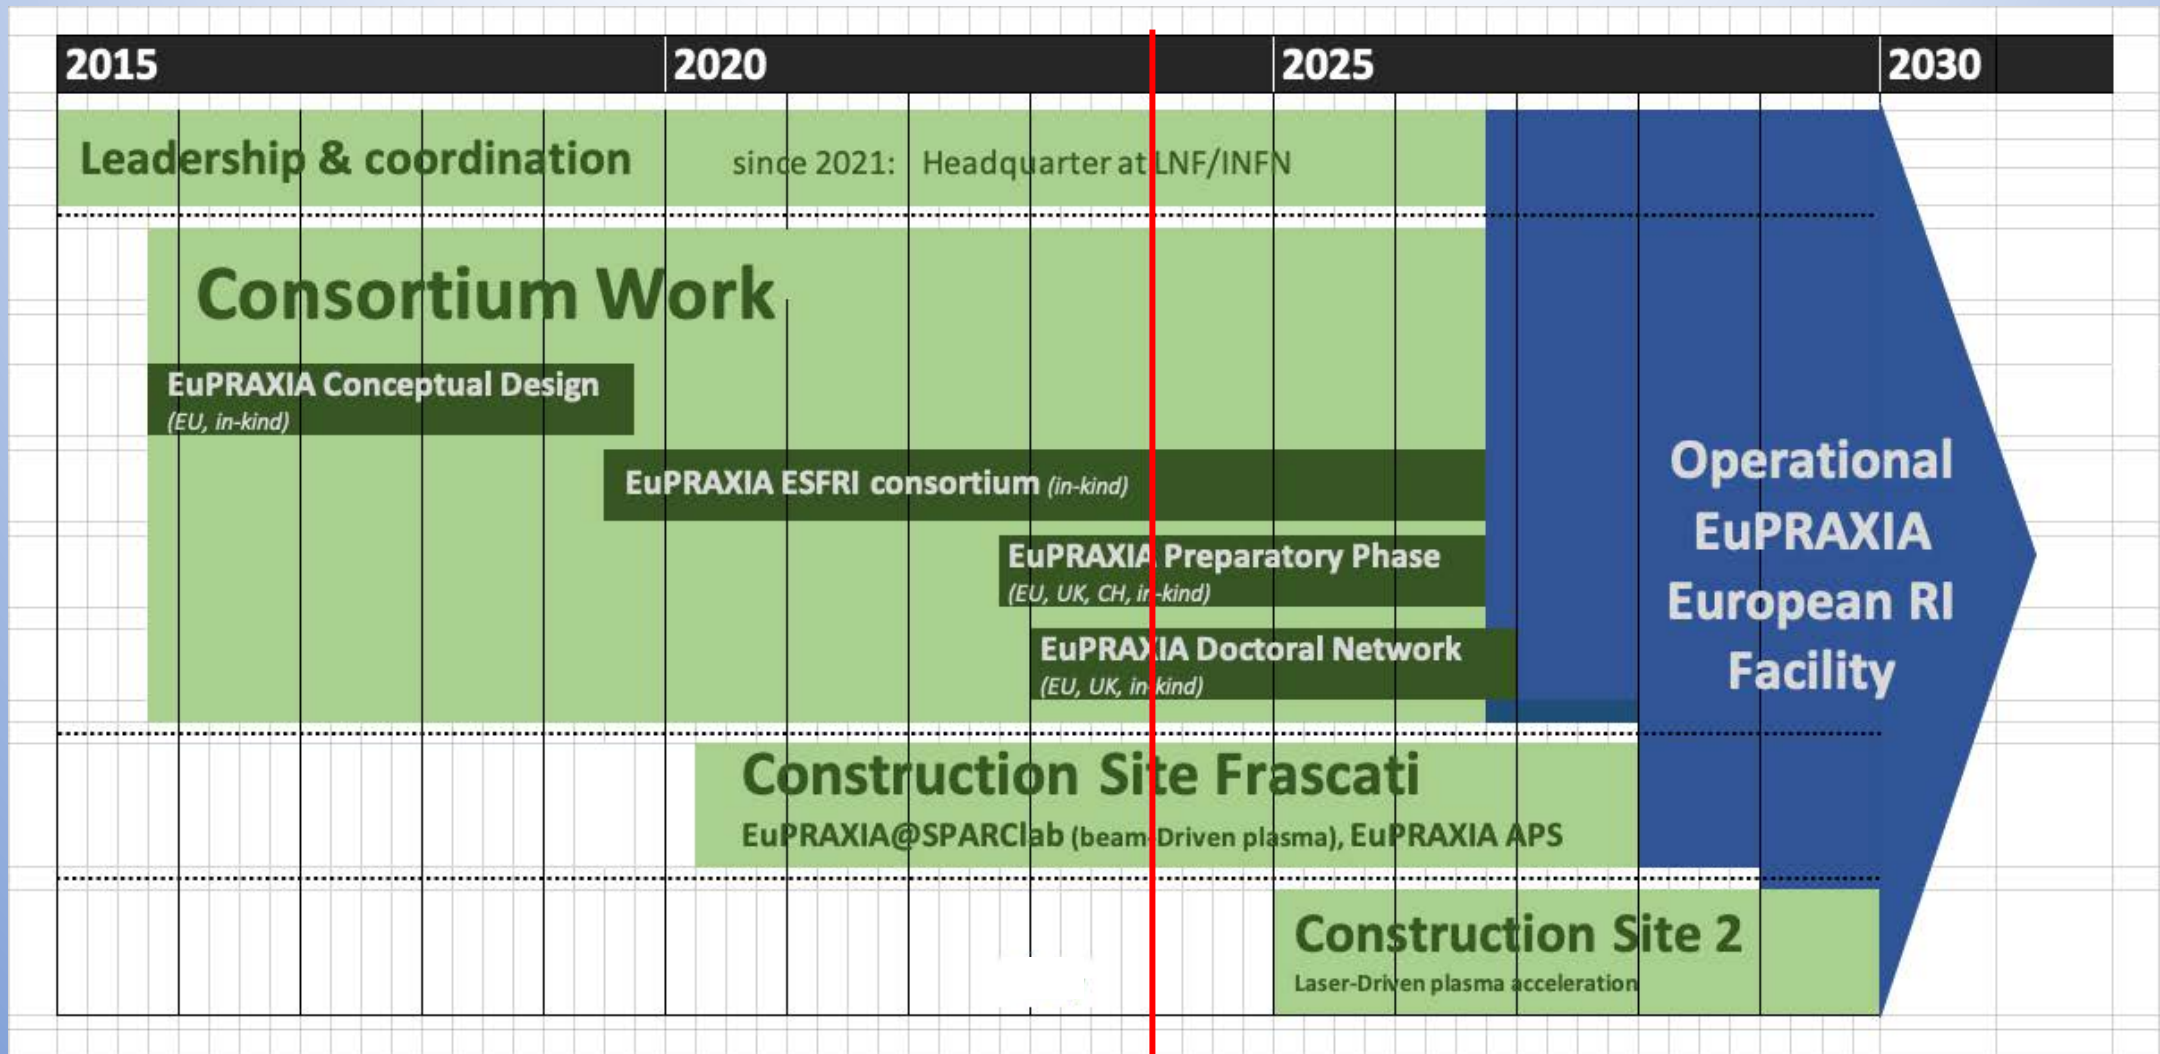 2015 2020 2025 2030
Leadership & coordination since 2021: Headquarter at LNF/INFN
Consortium Work
EuPRAXIA Conceptual Design
(EU, in-kind)
EuPRAXIA ESFRI consortium (in-kind)
EuPRAXIA Preparatory Phase
(EU, UK, CH, in-kind)
EuPRAXIA Doctoral Network
(EU, UK, in-kind)
Operational
EuPRAXIA
European RI
Facility
Construction Site Frascati
EuPRAXIA@SPARClab (beam-Driven plasma), EuPRAXIA APS
Construction Site 2
Laser-Driven plasma acceleration